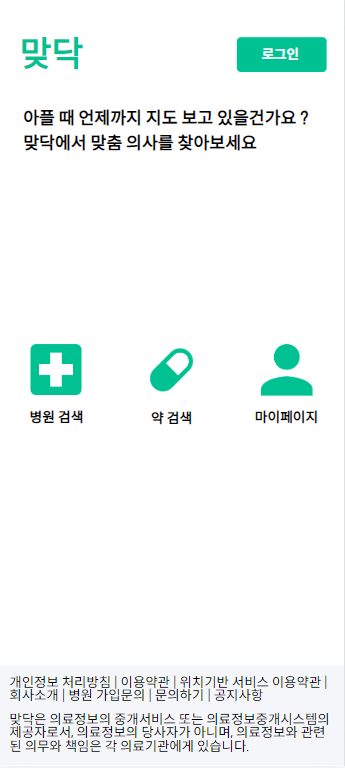 맞닥
로그인
아플 때 언제까지 지도 보고 있을건가요 ?
맞닥에서 맞춤 의사를 찾아보세요
병원 검색
약 검색
마이페이지
개인정보 처리방침 | 이용약관 | 위치기반 서비스 이용약관 |
회사소개 | 병원 가입문의 | 문의하기 | 공지사항
맞닥은 의료정보의 중개서비스 또는 의료정보중개시스템의
제공자로서, 의료정보의 당사자가 아니며, 의료정보와 관련
된 의무와 책임은 각 의료기관에게 있습니다.